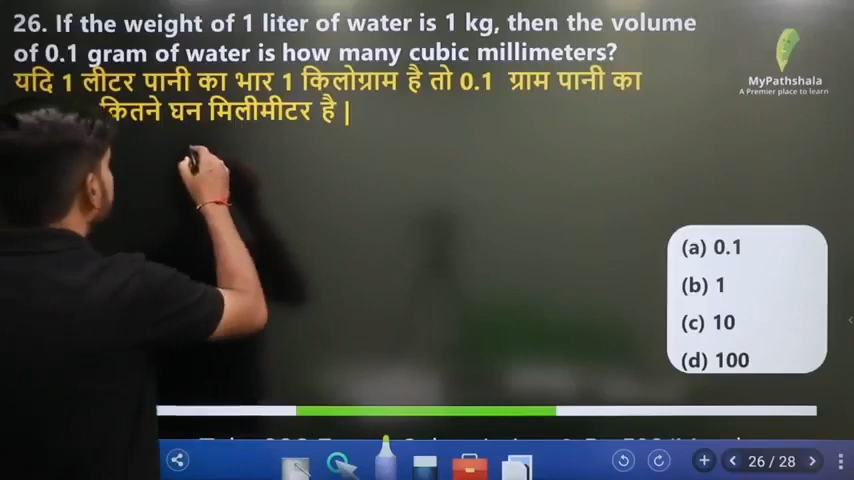 26. If the weight of 1 liter of water is 1 kg, then the volume
of 0.1 gram of water is how many cubic millimeters?
यदि 1 लीटर पानी का भार 1 किलोग्राम है तो 0.1 ग्राम पानी का
कितने घन मिलीमीटर है |
MyPathshala
A Premier place to learn
(a) 0.1
(b) 1
(c) 10
(d) 100
26 / 28